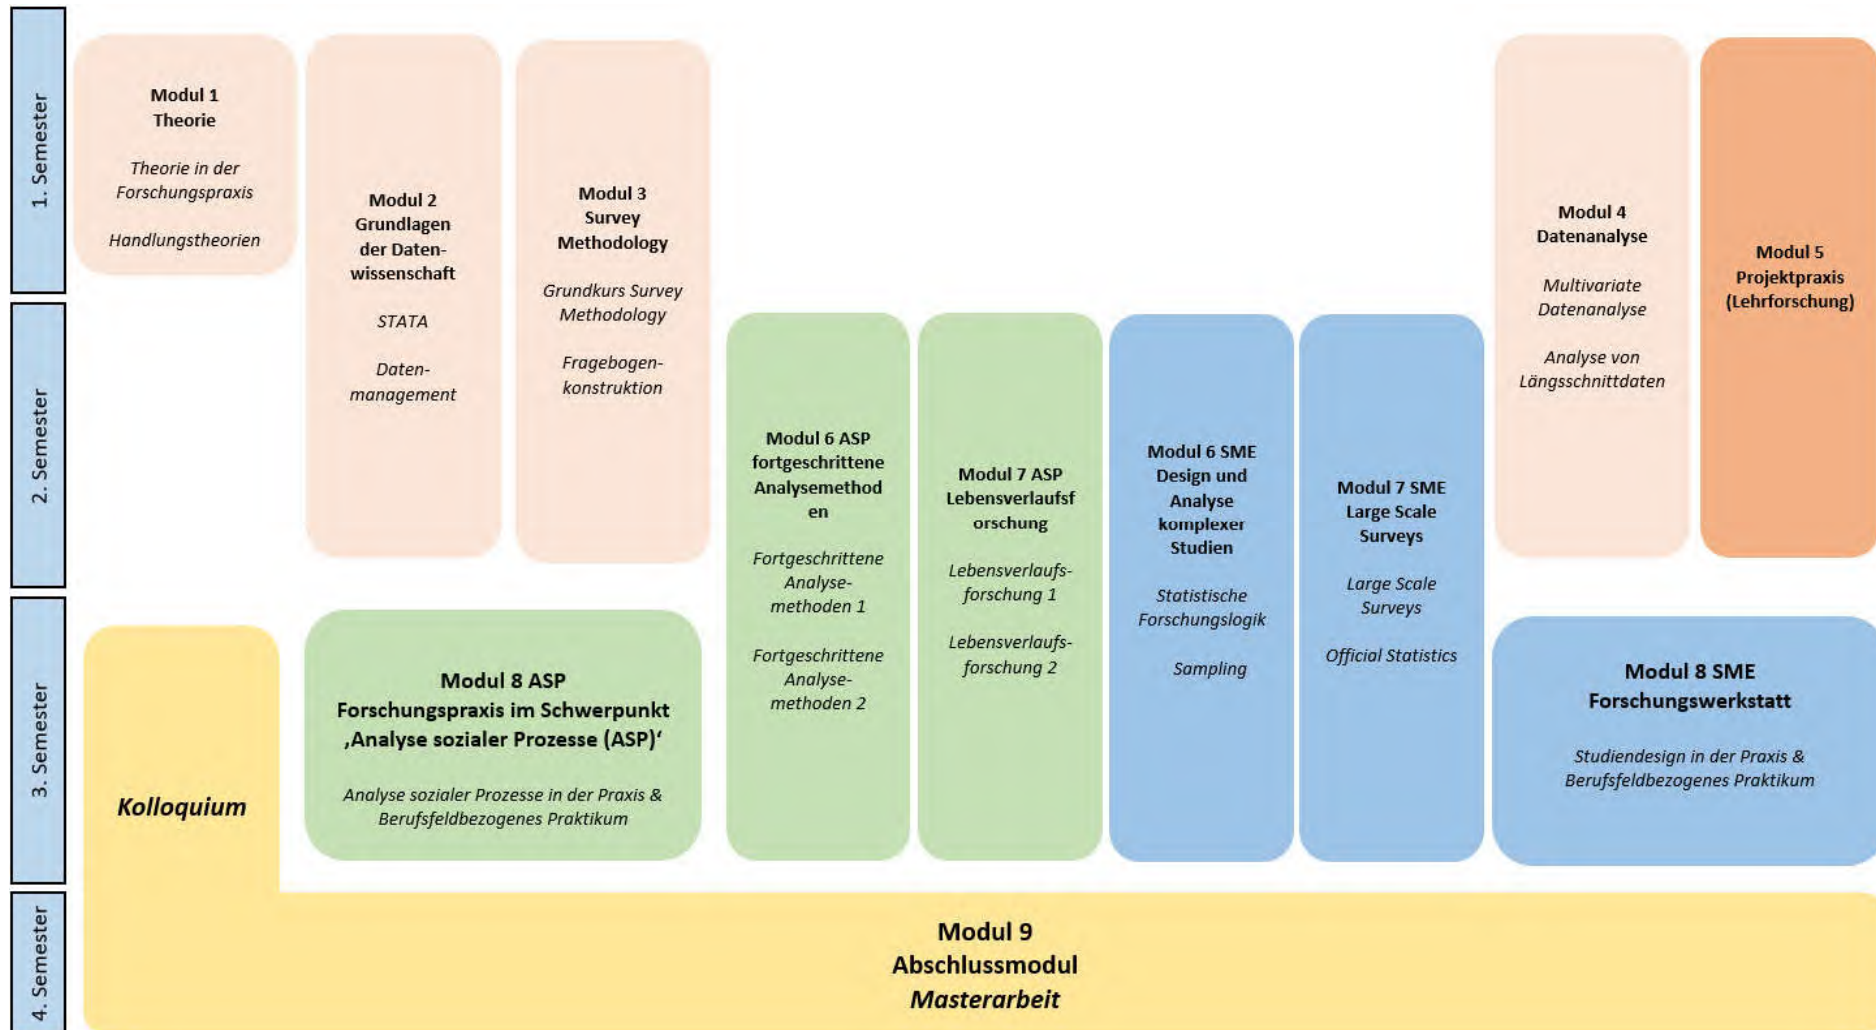 1. Semester
Modul 1
Theorie
Theorie in der
Forschungspraxis
Handlungstheorien
Modul 2
Grundlagen
der Daten-
wissenschaft
STATA
Daten-
management
Modul 3
Survey
Methodology
Grundkurs Survey
Methodology
Fragebogen-
konstruktion
Modul 4
Datenanalyse
Multivariate
Datenanalyse
Analyse von
Längsschnittdaten
Modul 5
Projektpraxis
(Lehrforschung)
2. Semester
Modul 6 ASP
fortgeschrittene
Analysemethod
en
Fortgeschrittene
Analyse-
methoden 1
Fortgeschrittene
Analyse-
methoden 2
Modul 7 ASP
Lebensverlaufsf
orschung
Lebensverlaufs-
forschung 1
Lebensverlaufs-
forschung 2
Modul 6 SME
Design und
Analyse
komplexer
Studien
Statistische
Forschungslogik
Sampling
Modul 7 SME
Large Scale
Surveys
Large Scale
Surveys
Official Statistics
3. Semester
Kolloquium
Modul 8 ASP
Forschungspraxis im Schwerpunkt
‚Analyse sozialer Prozesse (ASP)‘
Analyse sozialer Prozesse in der Praxis &
Berufsfeldbezogenes Praktikum
Modul 8 SME
Forschungswerkstatt
Studiendesign in der Praxis &
Berufsfeldbezogenes Praktikum
4. Semester
Modul 9
Abschlussmodul
Masterarbeit